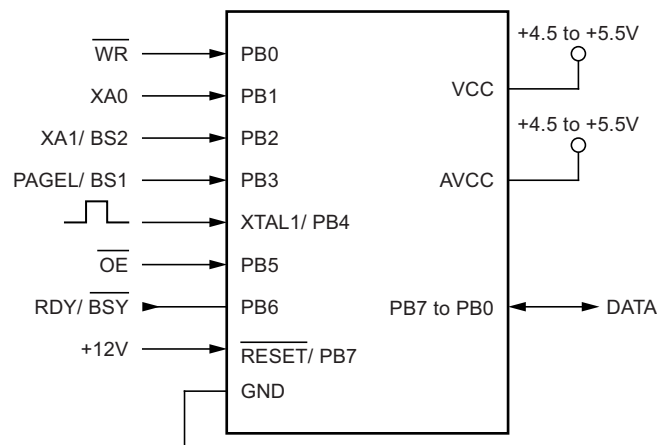 +4.5 to +5.5V
WR PB0
VCC
XA0 PB1
+4.5 to +5.5V
XA1/ BS2 PB2
PAGEL/ BS1 PB3 AVCC
XTAL1/ PB4
OE PB5
RDY/ BSY PB6 PB7 to PB0 DATA
+12V RESET/ PB7
GND